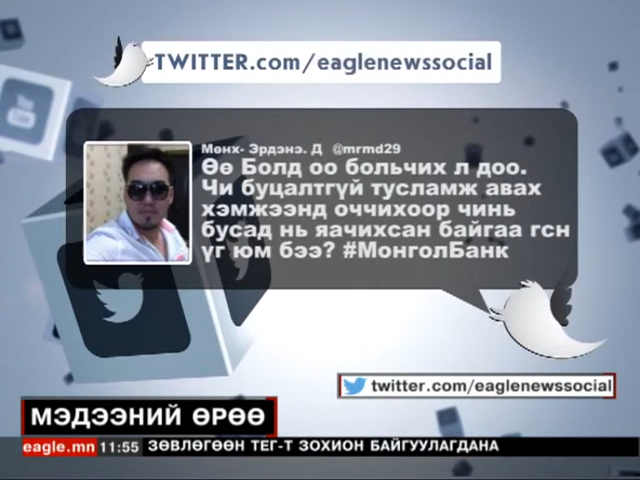 TWITTER.com/eaglenewssocial
Мөнх- Эрдэнэ. Д @mrmd29
Өө Болд оо больчих л доо.
Чи буцалтгүй тусламж авах
хэмжээнд оччихоор чинь
бусад нь яачихсан байгаа гсн
үг юм бээ? #МонголБанк
twitter.com/eaglenewssocial
МЭДЭЭНИЙ ӨРӨӨ
eagle.mn 11:55 ЗӨВЛӨГӨӨН ТЕГ-Т ЗОХИОН БАЙГУУЛАГДАНА